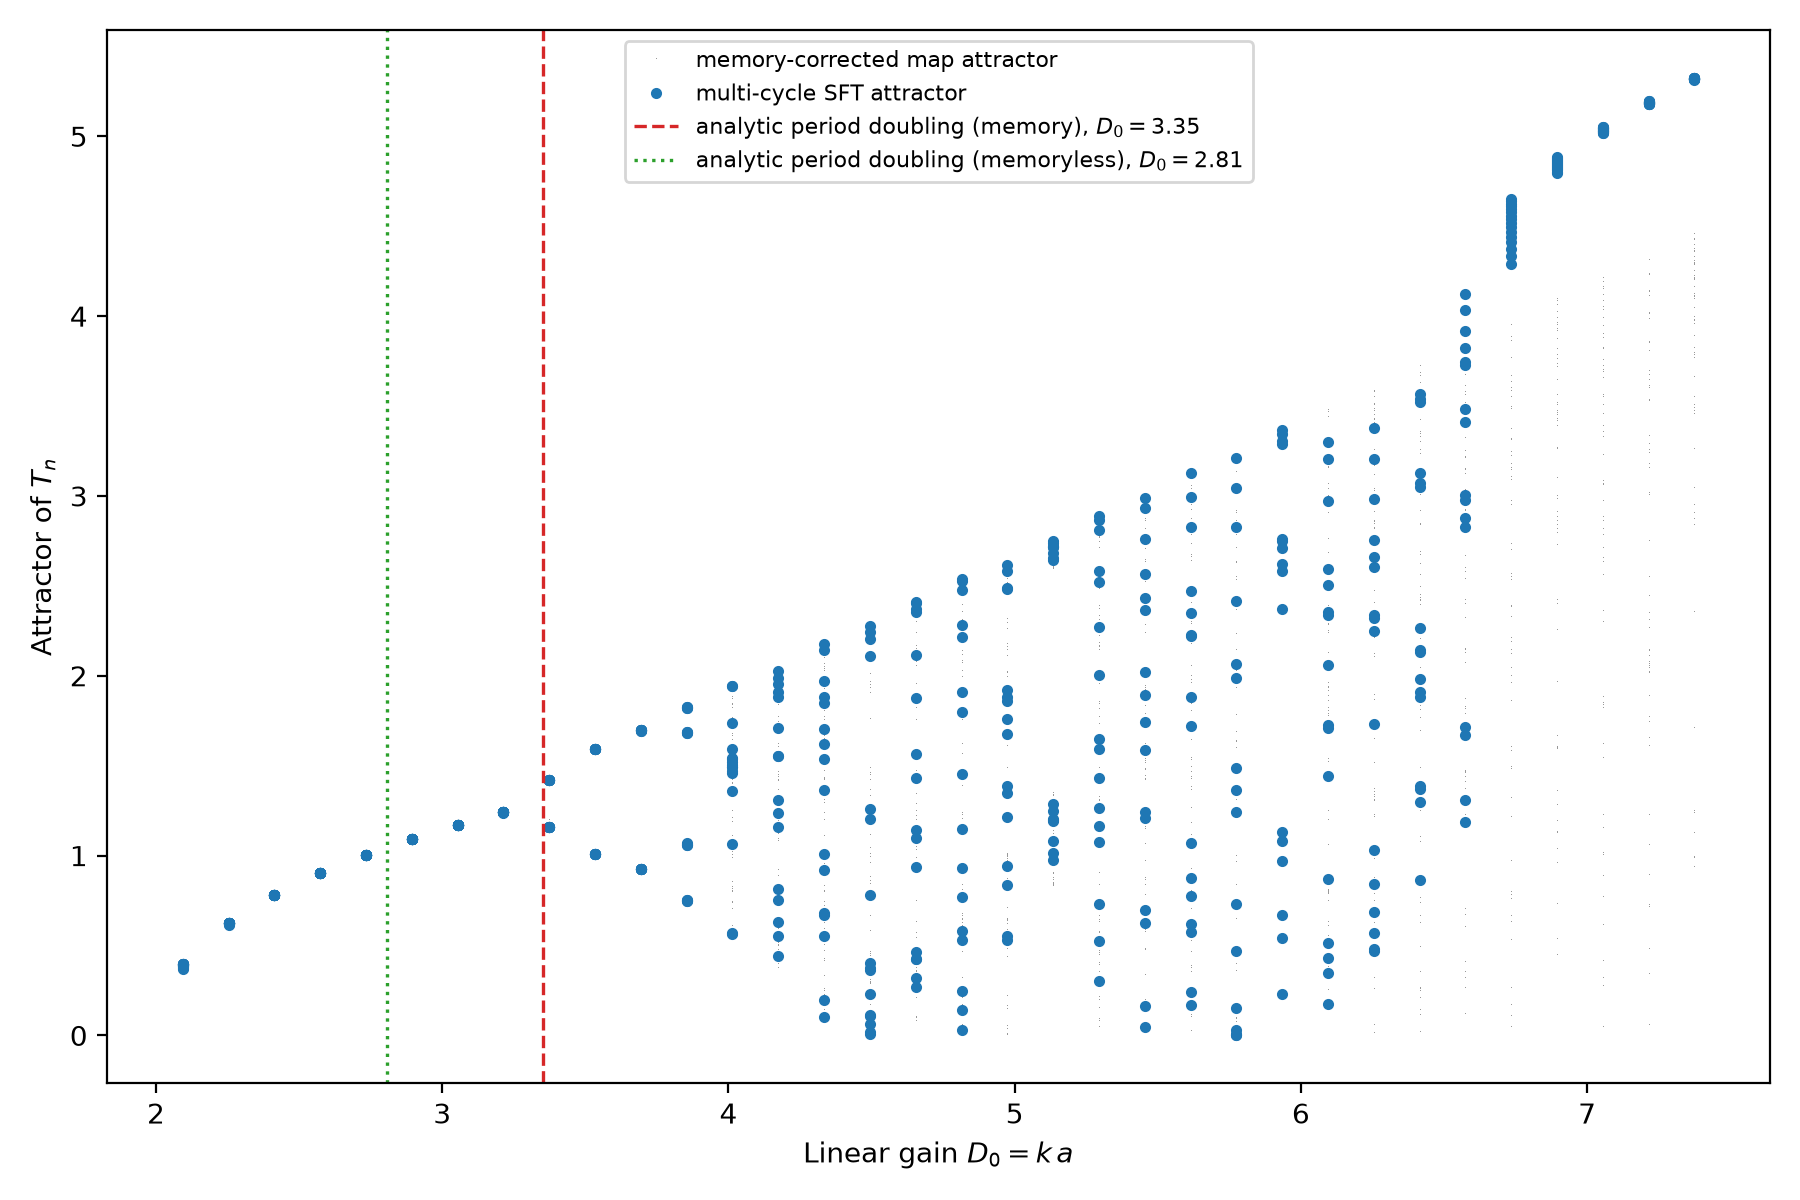 memory-corrected map attractor
multi-cycle SFT attractor
analytic period doubling (memory), D₀ = 3.35
analytic period doubling (memoryless), D₀ = 2.81
Attractor of Tₙ
5
4
3
2
1
0
2 3 4 5 6 7
Linear gain D₀ = k a